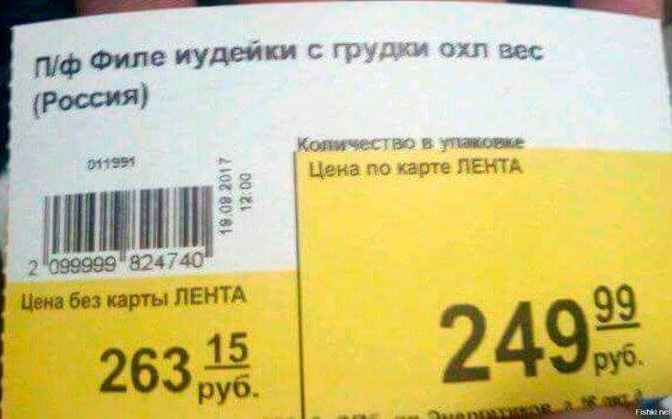 П/ф Филе иудейки с грудки охл вес
(Россия)
Количество в упаковке
011991
19.09.2017
12:00
2 099999 824740
Цена по карте ЛЕНТА
249 99
руб.
Цена без карты ЛЕНТА
263 15
руб.
Fishki.net